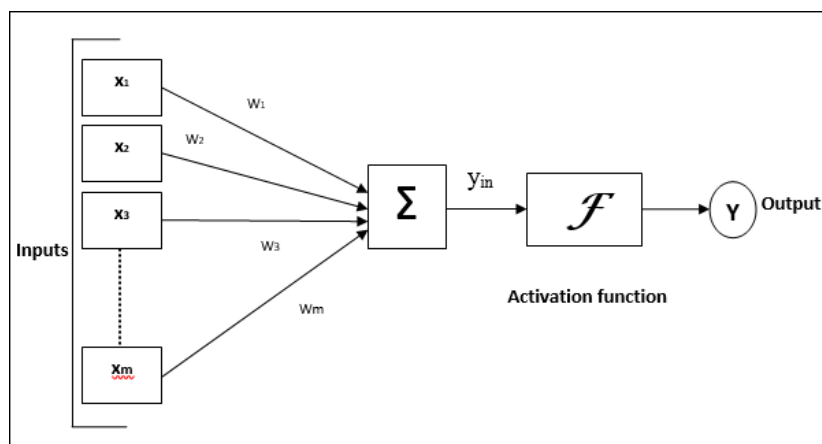 x₁
W₁
x₂
W₂
x₃
Σ
yᵢₙ
ℱ
Y
Output
Inputs
W₃
Activation function
Wm
xm